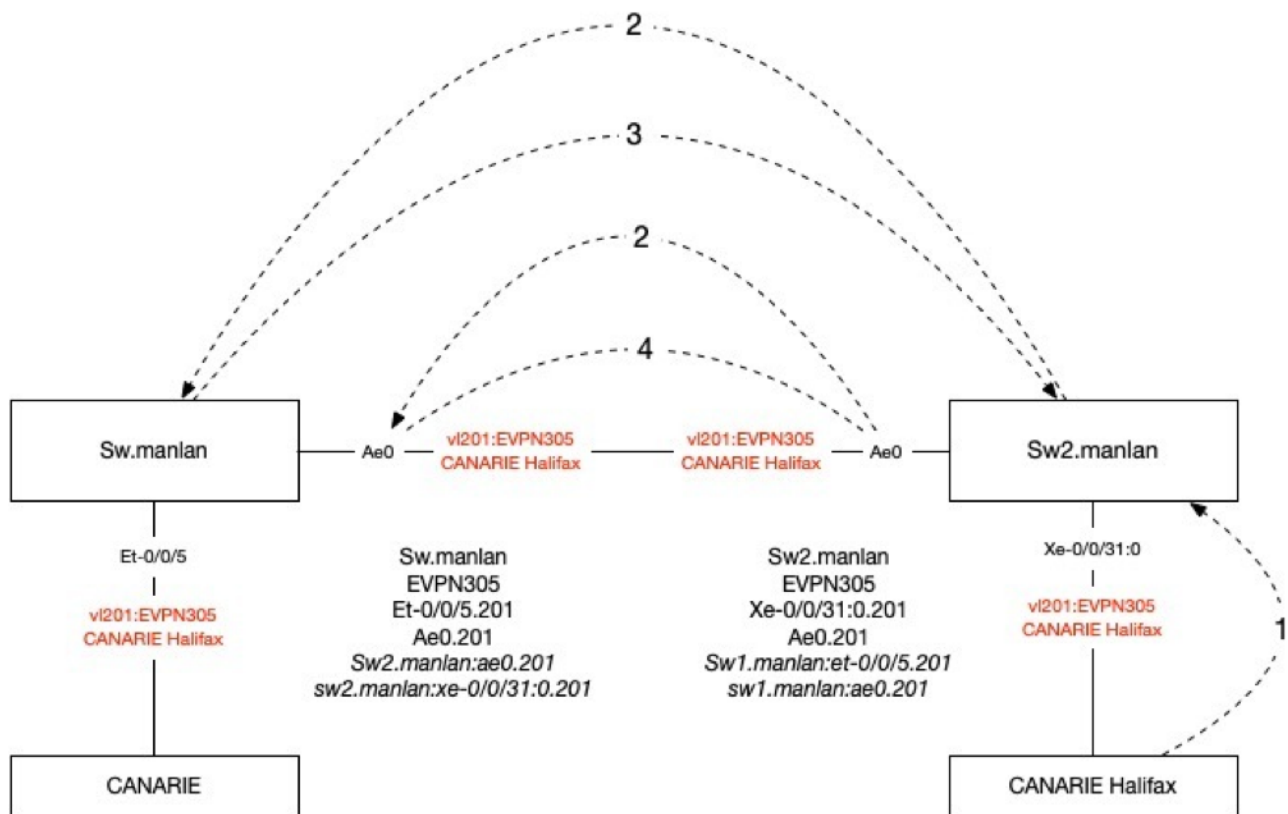 2
3
2
4
Sw.manlan
Ae0
vl201:EVPN305
CANARIE Halifax
vl201:EVPN305
CANARIE Halifax
Ae0
Sw2.manlan
Et-0/0/5
vl201:EVPN305
CANARIE Halifax
Sw.manlan
EVPN305
Et-0/0/5.201
Ae0.201
Sw2.manlan:ae0.201
sw2.manlan:xe-0/0/31:0.201
Sw2.manlan
EVPN305
Xe-0/0/31:0.201
Ae0.201
Sw1.manlan:et-0/0/5.201
sw1.manlan:ae0.201
Xe-0/0/31:0
vl201:EVPN305
CANARIE Halifax
1
CANARIE
CANARIE Halifax